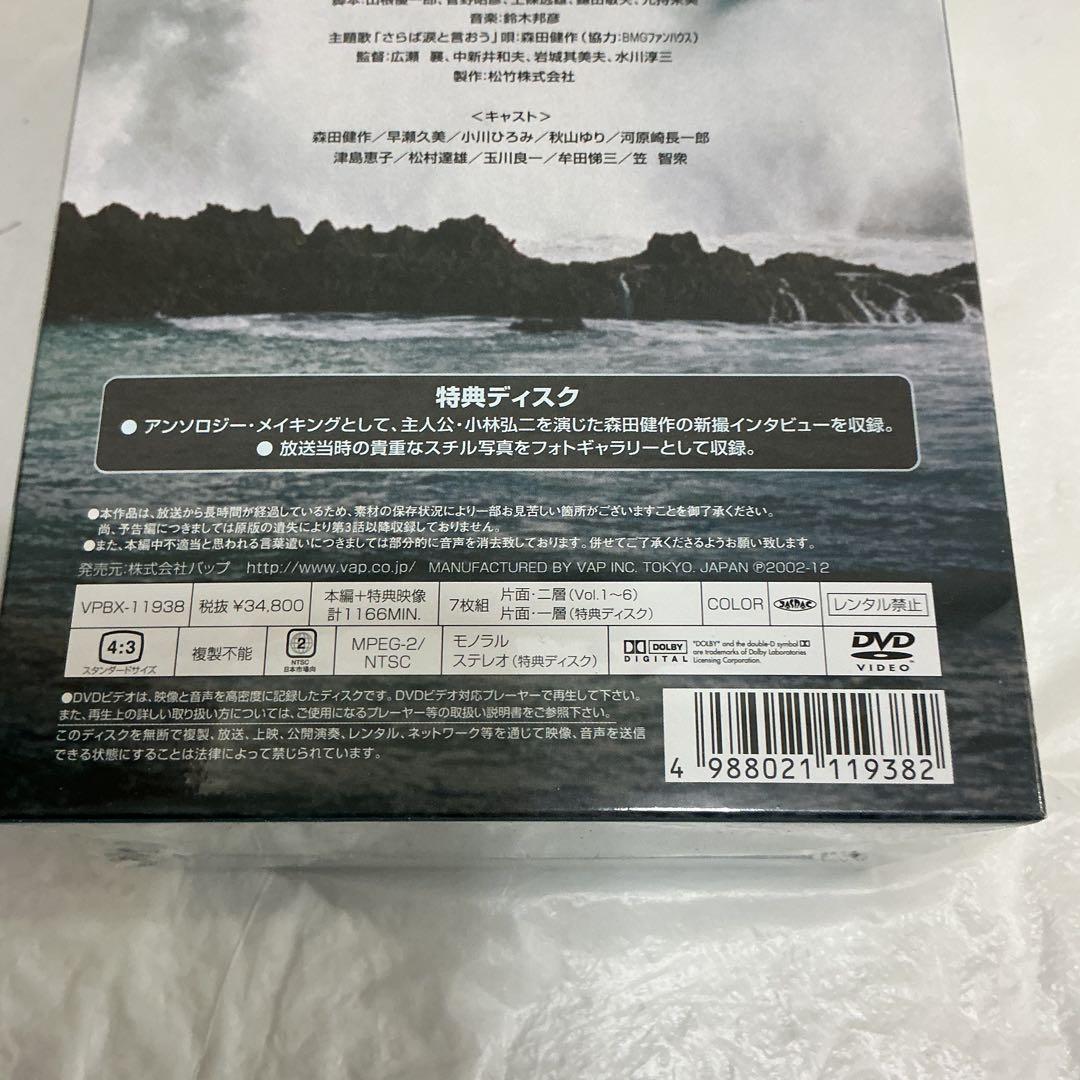 音楽:鈴木邦彦
主題歌「さらば涙と言おう」唄:森田健作(協力:BMGファンハウス)
監督:広瀬 襄、中新井和夫、岩城其美夫、水川淳三
製作:松竹株式会社
<キャスト>
森田健作/早瀬久美/小川ひろみ/秋山ゆり/河原崎長一郎
津島恵子/松村達雄/玉川良一/牟田悌三/笠 智衆
特典ディスク
●アンソロジー・メイキングとして、主人公・小林弘二を演じた森田健作の新撮インタビューを収録。
●放送当時の貴重なスチル写真をフォトギャラリーとして収録。
●本作品は、放送から長時間が経過しているため、素材の保存状況により一部お見苦しい箇所がございますことを御了承ください。
尚、予告編につきましては原版の遺失により第3話以降収録しておりません。
●また、本編中不適当と思われる言葉遣いにつきましては部分的に音声を消去致しております。併せてご了承くださるようお願い致します。
発売元:株式会社バップ http://www.vap.co.jp/ MANUFACTURED BY VAP INC. TOKYO. JAPAN ℗2002-12
VPBX-11938 税抜 ¥34,800 本編+特典映像 計1166MIN. 7枚組 片面・二層(Vol.1~6) 片面・一層(特典ディスク) COLOR JASRAC レンタル禁止
4:3 スタンダードサイズ 複製不能 2 NTSC 日本市場向 MPEG-2/NTSC モノラル ステレオ(特典ディスク) DOLBY DIGITAL "DOLBY" and the double-D symbol are trademarks of Dolby Laboratories Licensing Corporation. DVD VIDEO
●DVDビデオは、映像と音声を高密度に記録したディスクです。DVDビデオ対応プレーヤーで再生して下さい。
また、再生上の詳しい取り扱い方については、ご使用になるプレーヤー等の取扱い説明書をご参照下さい。
このディスクを無断で複製、放送、上映、公開演奏、レンタル、ネットワーク等を通じて映像、音声を送信
できる状態にすることは法律によって禁じられています。
4 988021 119382